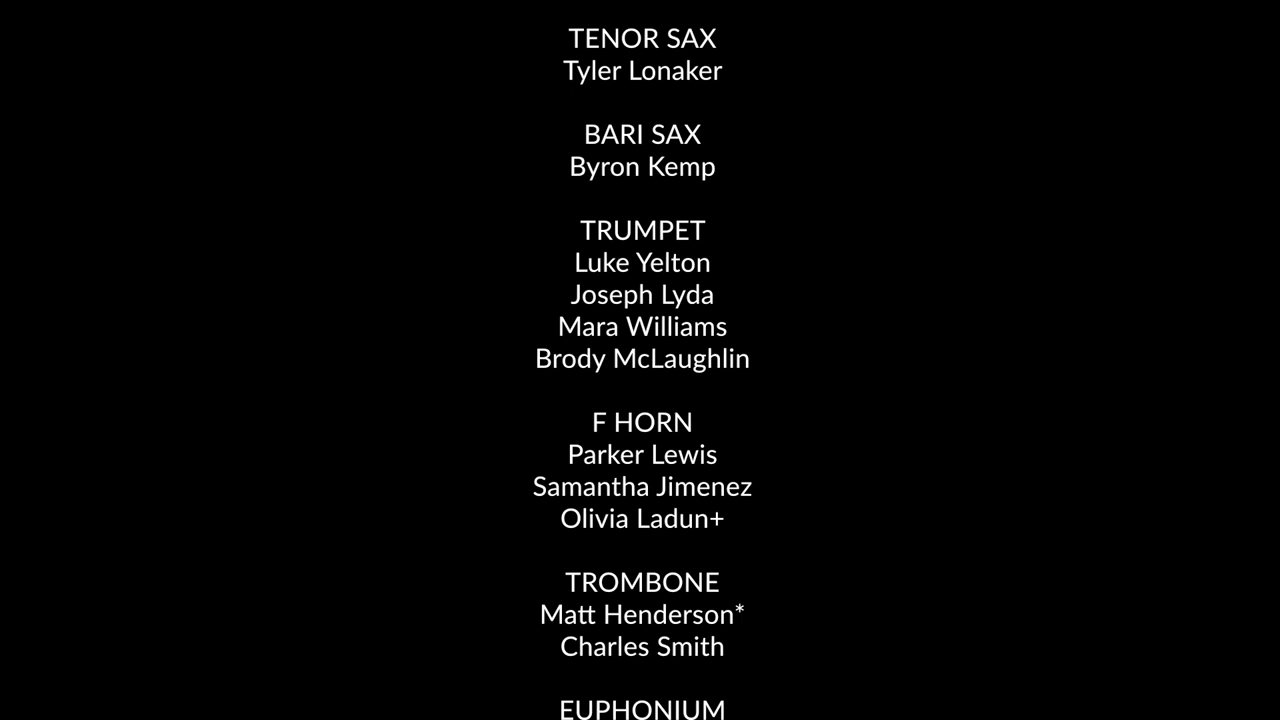 TENOR SAX
Tyler Lonaker
BARI SAX
Byron Kemp
TRUMPET
Luke Yelton
Joseph Lyda
Mara Williams
Brody McLaughlin
F HORN
Parker Lewis
Samantha Jimenez
Olivia Ladun+
TROMBONE
Matt Henderson*
Charles Smith
EUPHONIUM